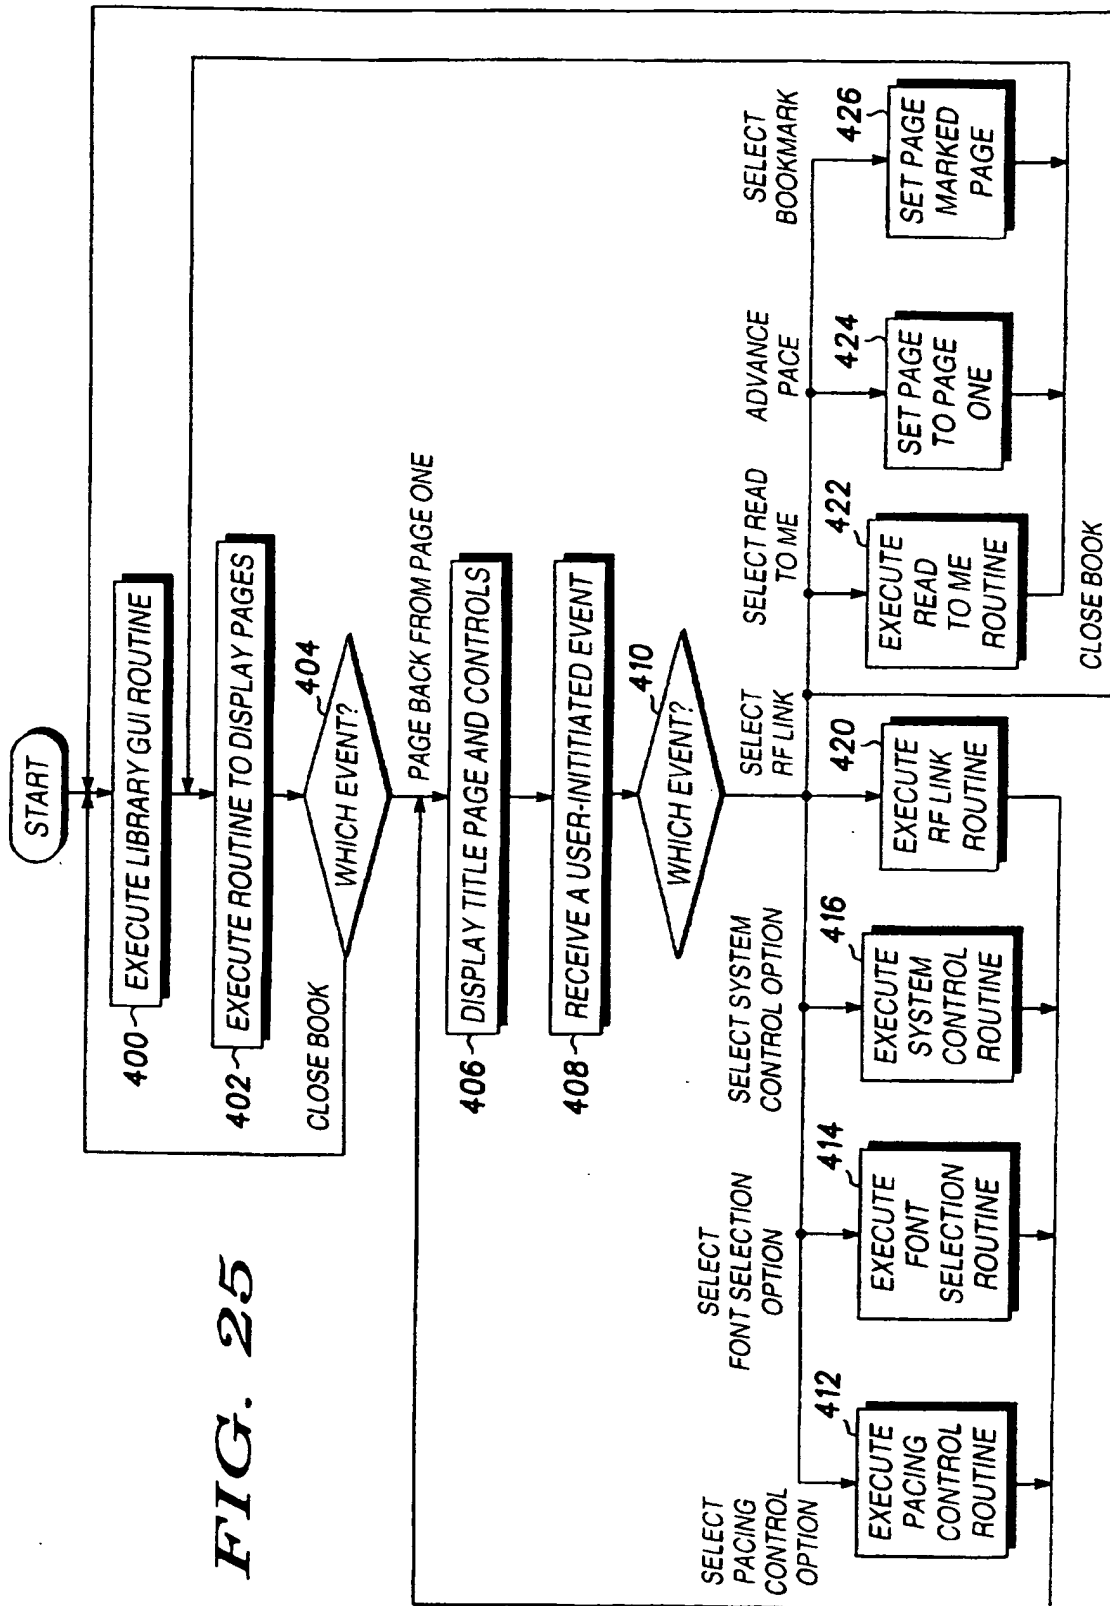 FIG. 25
START
400
EXECUTE LIBRARY GUI ROUTINE
402
EXECUTE ROUTINE TO DISPLAY PAGES
404
WHICH EVENT?
CLOSE BOOK
PAGE BACK FROM PAGE ONE
406
DISPLAY TITLE PAGE AND CONTROLS
408
RECEIVE A USER-INITIATED EVENT
410
WHICH EVENT?
SELECT
PACING
CONTROL
OPTION
412
EXECUTE
PACING
CONTROL
ROUTINE
SELECT
FONT SELECTION
OPTION
414
EXECUTE
FONT
SELECTION
ROUTINE
SELECT SYSTEM
CONTROL OPTION
416
EXECUTE
SYSTEM
CONTROL
ROUTINE
SELECT
RF LINK
420
EXECUTE
RF LINK
ROUTINE
SELECT READ
TO ME
422
EXECUTE
READ
TO ME
ROUTINE
ADVANCE
PACE
424
SET PAGE
TO PAGE
ONE
SELECT
BOOKMARK
426
SET PAGE
MARKED
PAGE
CLOSE BOOK